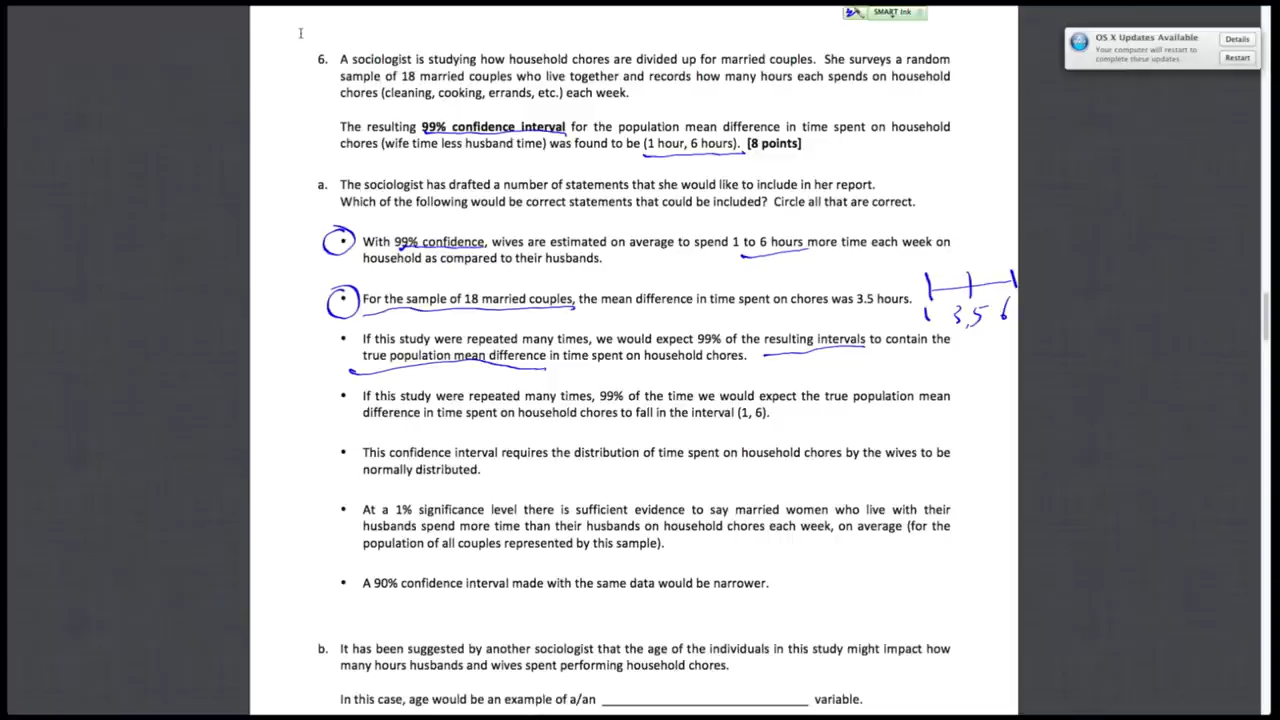 SMART Ink
OS X Updates Available
Your computer will restart to
complete these updates.
Details
Restart
6. A sociologist is studying how household chores are divided up for married couples. She surveys a random
sample of 18 married couples who live together and records how many hours each spends on household
chores (cleaning, cooking, errands, etc.) each week.
The resulting 99% confidence interval for the population mean difference in time spent on household
chores (wife time less husband time) was found to be (1 hour, 6 hours). [8 points]
a. The sociologist has drafted a number of statements that she would like to include in her report.
Which of the following would be correct statements that could be included? Circle all that are correct.
• With 99% confidence, wives are estimated on average to spend 1 to 6 hours more time each week on
household as compared to their husbands.
• For the sample of 18 married couples, the mean difference in time spent on chores was 3.5 hours.
1 3,5 6
• If this study were repeated many times, we would expect 99% of the resulting intervals to contain the
true population mean difference in time spent on household chores.
• If this study were repeated many times, 99% of the time we would expect the true population mean
difference in time spent on household chores to fall in the interval (1, 6).
• This confidence interval requires the distribution of time spent on household chores by the wives to be
normally distributed.
• At a 1% significance level there is sufficient evidence to say married women who live with their
husbands spend more time than their husbands on household chores each week, on average (for the
population of all couples represented by this sample).
• A 90% confidence interval made with the same data would be narrower.
b. It has been suggested by another sociologist that the age of the individuals in this study might impact how
many hours husbands and wives spent performing household chores.
In this case, age would be an example of a/an ______________________________ variable.